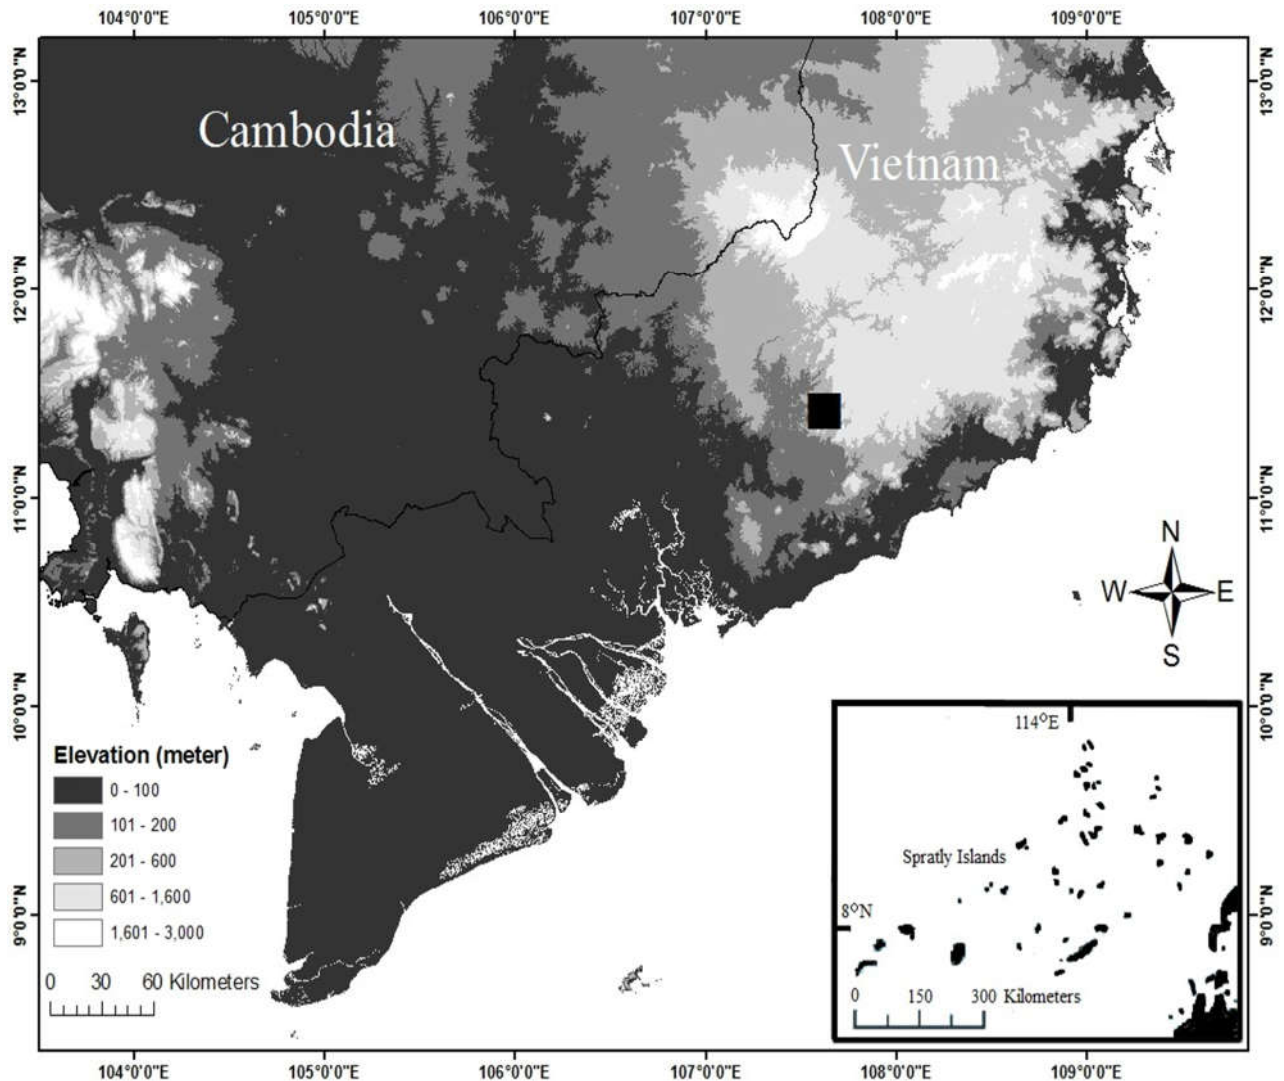 104°0'0"E 105°0'0"E 106°0'0"E 107°0'0"E 108°0'0"E 109°0'0"E
13°0'0"N
13°0'0"N
Cambodia
Vietnam
12°0'0"N
12°0'0"N
11°0'0"N
11°0'0"N
N
W E
S
10°0'0"N
10°0'0"N
114°E
Elevation (meter)
0 - 100
101 - 200
201 - 600
601 - 1,600
1,601 - 3,000
Spratly Islands
8°N
9°0'0"N
9°0'0"N
0 30 60 Kilometers
0 150 300 Kilometers
104°0'0"E 105°0'0"E 106°0'0"E 107°0'0"E 108°0'0"E 109°0'0"E